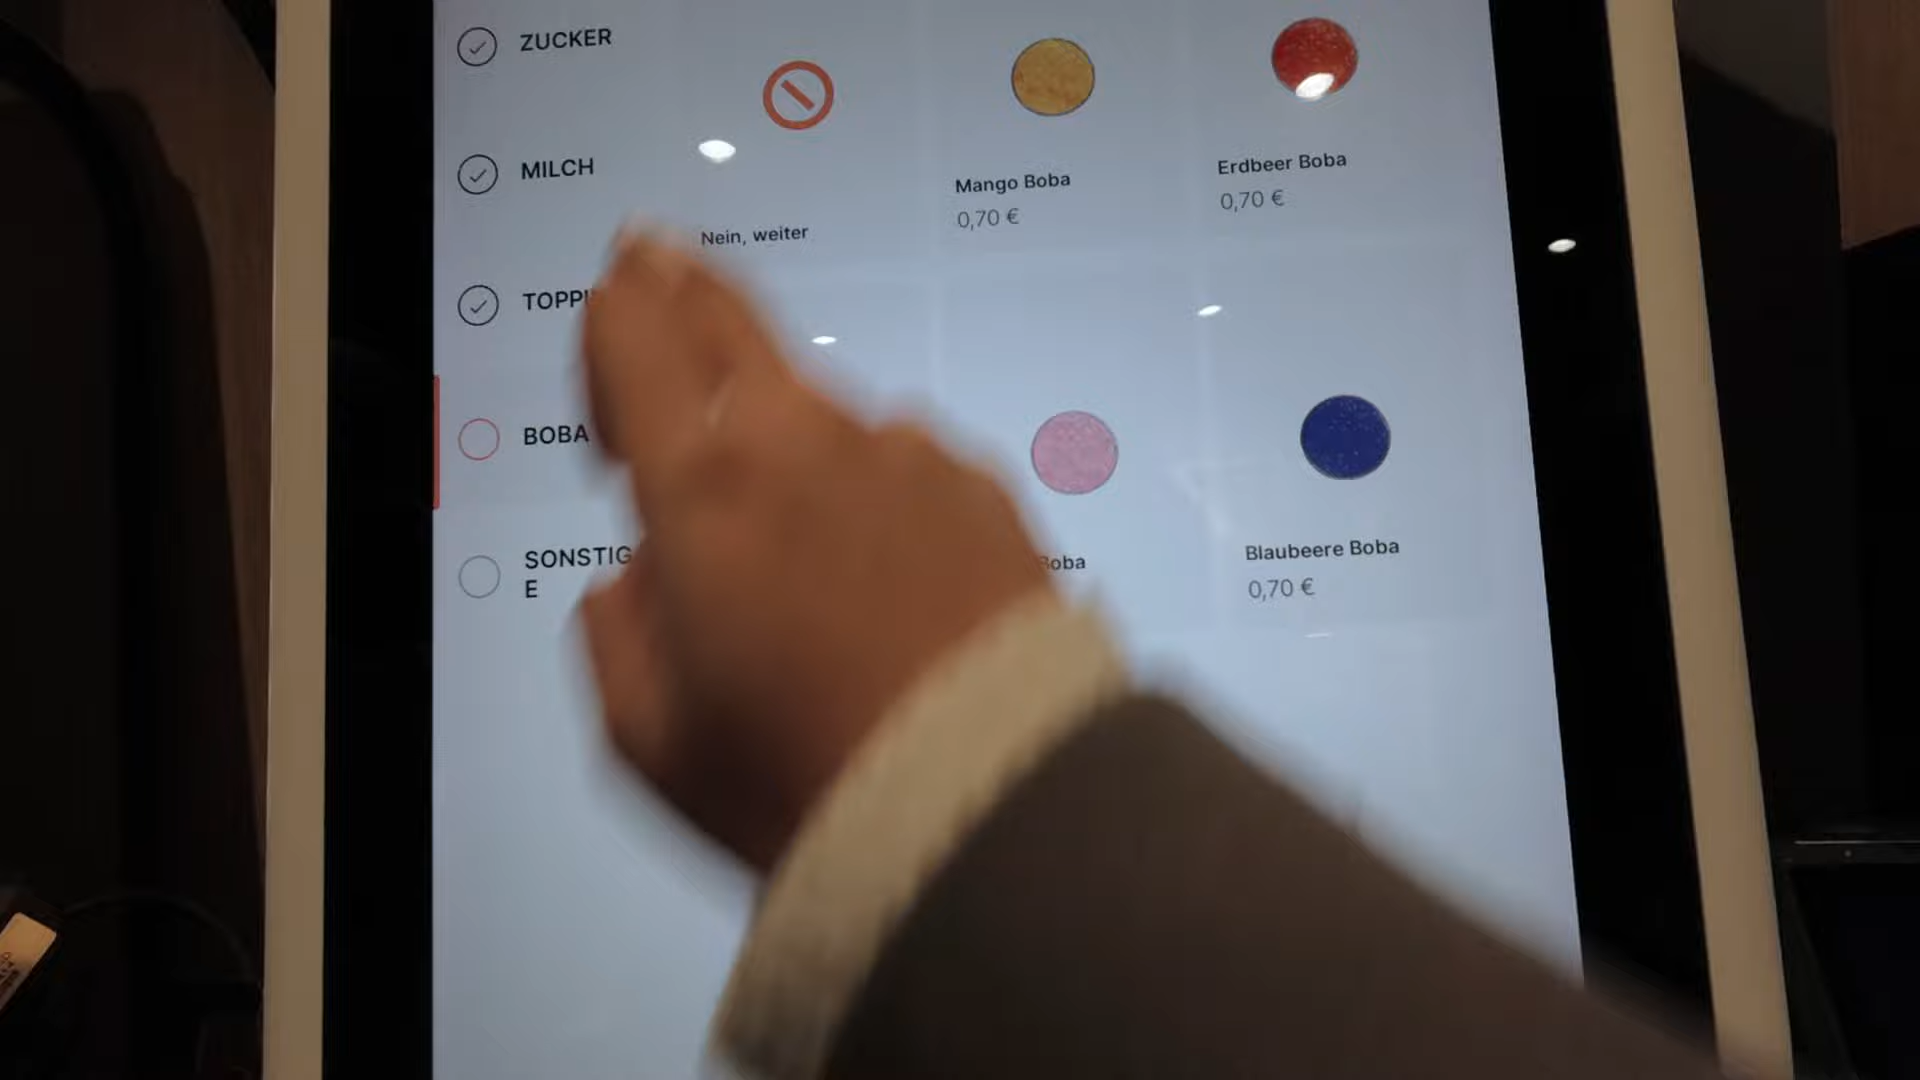 ZUCKER
MILCH
TOPPI
BOBA
SONSTIG
E
Nein, weiter
Mango Boba
0,70 €
Erdbeer Boba
0,70 €
Boba
Blaubeere Boba
0,70 €